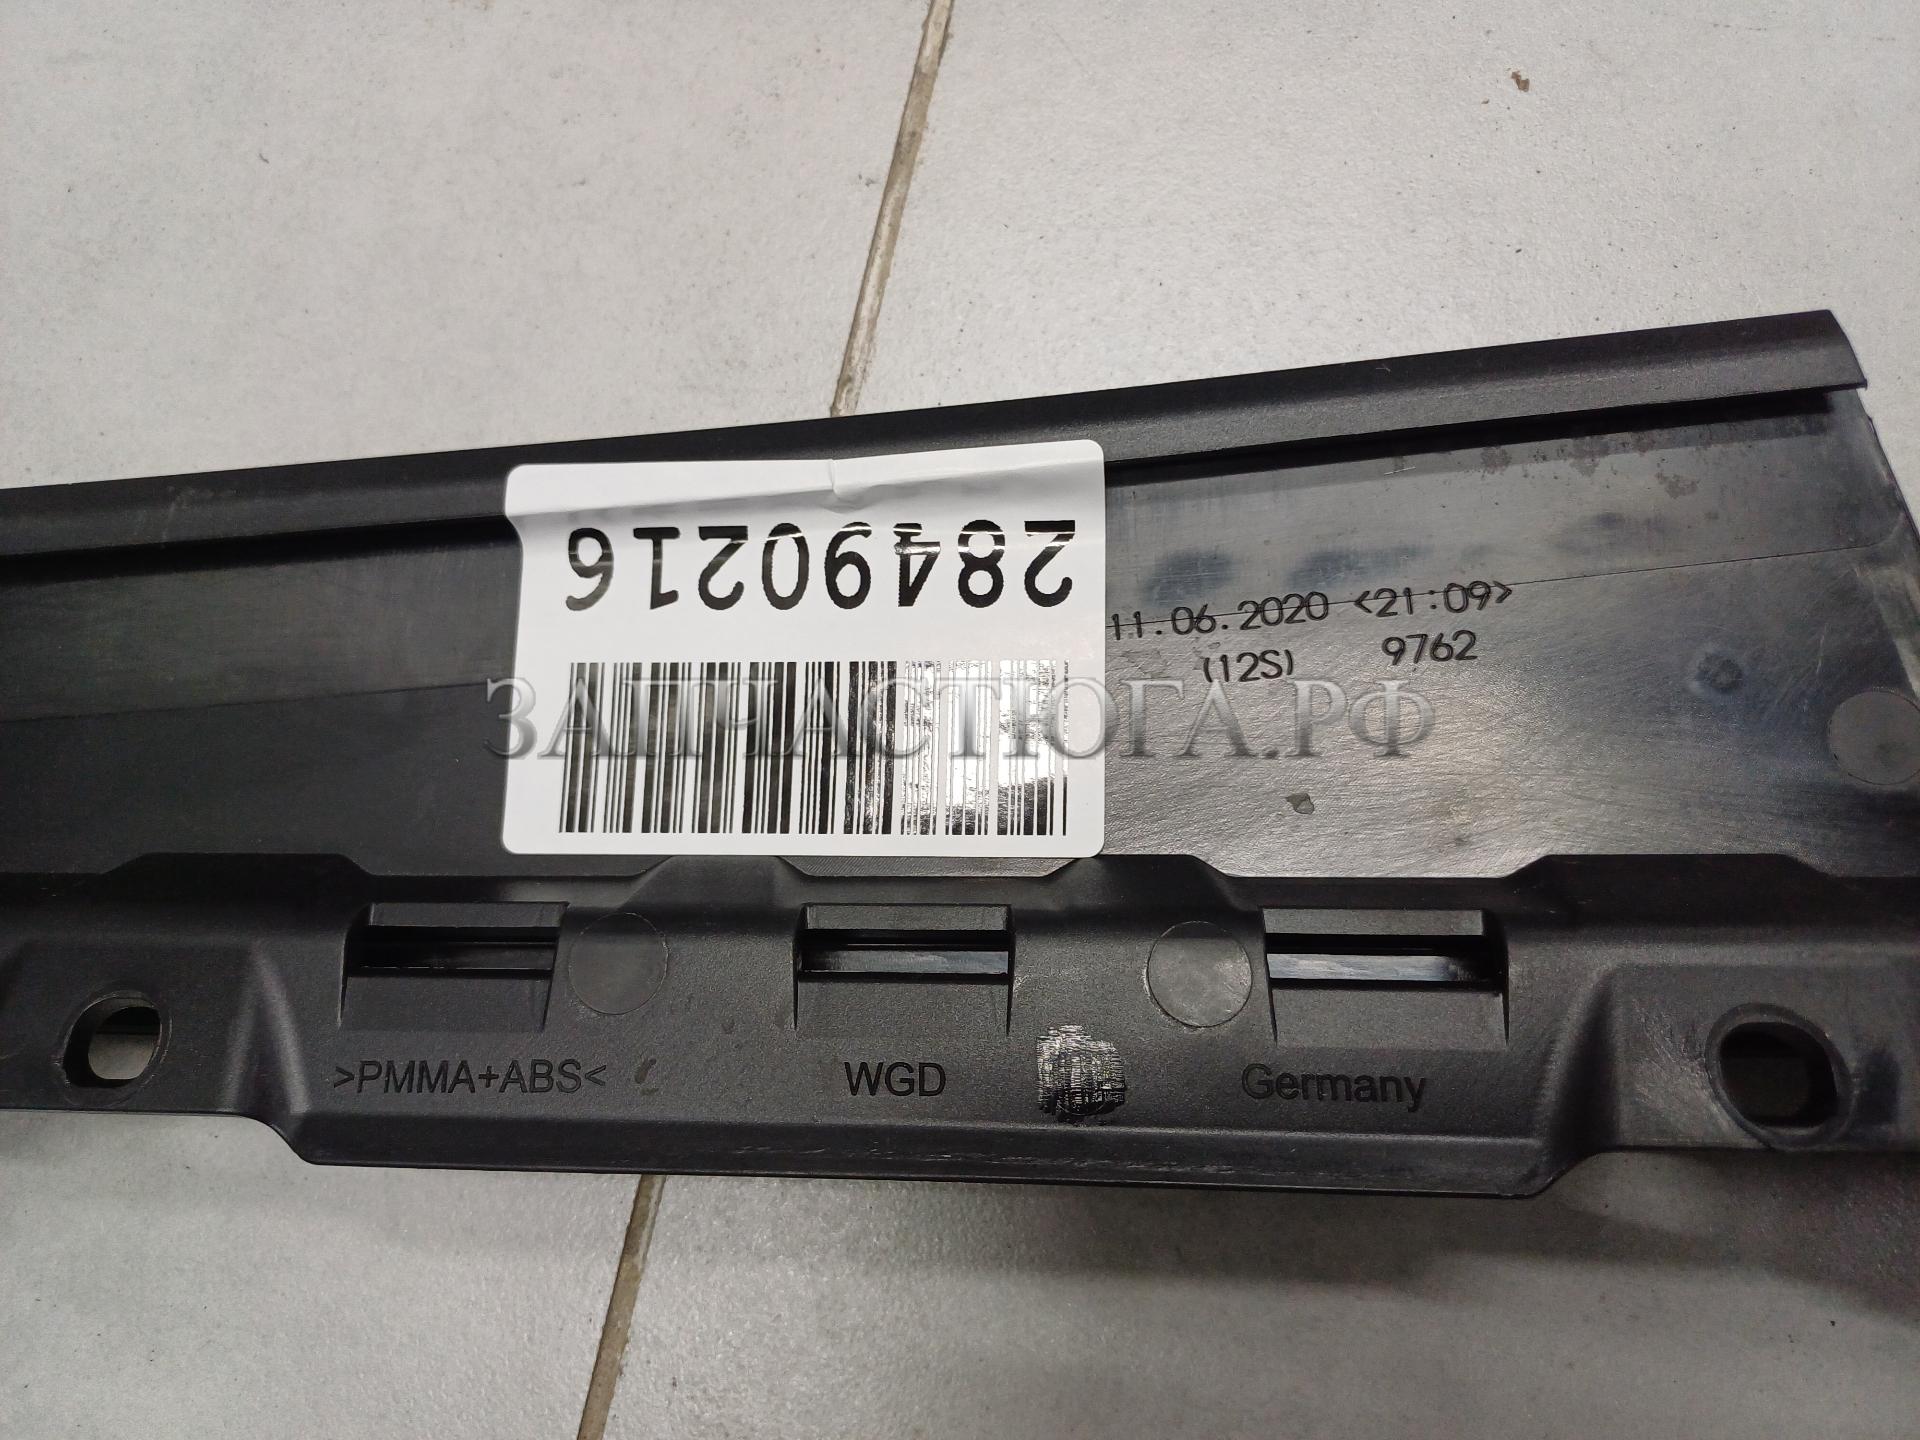 28490216
11.06.2020 <21:09>
(12S) 9762
ЗАПЧАСТЮГА.РФ
>PMMA+ABS< WGD Germany